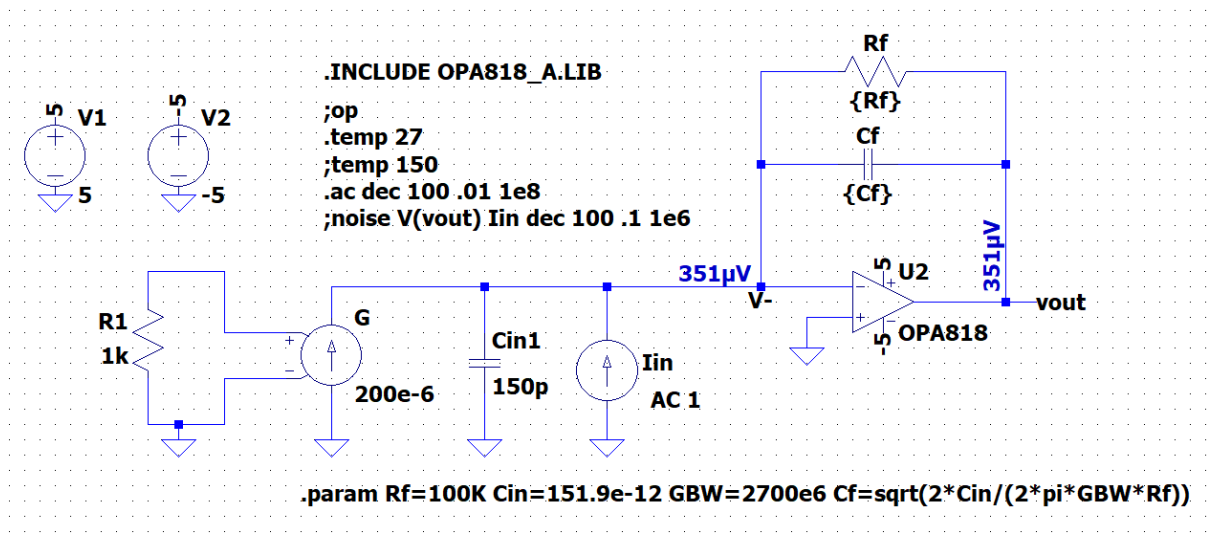 Rf
{Rf}
.INCLUDE OPA818_A.LIB
5 V1
-5 V2
;op
.temp 27
;temp 150
.ac dec 100 .01 1e8
;noise V(vout) Iin dec 100 .1 1e6
Cf
{Cf}
5
-5
351µV
351µV
V-
5
U2
vout
-5 OPA818
R1
1k
G
200e-6
Cin1
150p
Iin
AC 1
.param Rf=100K Cin=151.9e-12 GBW=2700e6 Cf=sqrt(2*Cin/(2*pi*GBW*Rf))